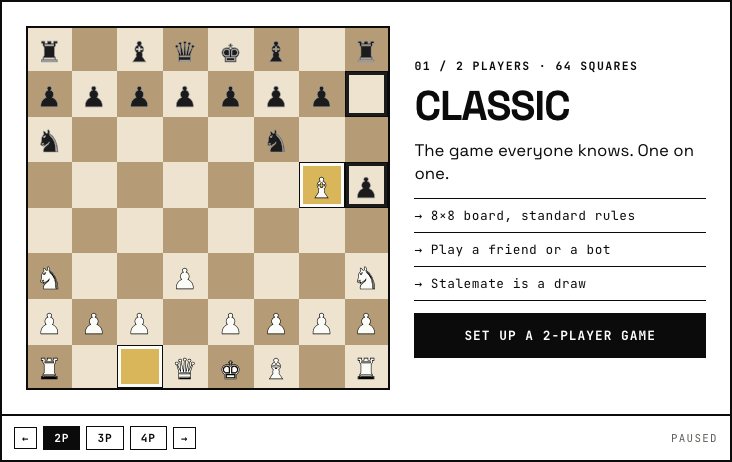 01 / 2 PLAYERS · 64 SQUARES
CLASSIC
The game everyone knows. One on
one.
→ 8×8 board, standard rules
→ Play a friend or a bot
→ Stalemate is a draw
SET UP A 2-PLAYER GAME
← 2P 3P 4P → PAUSED